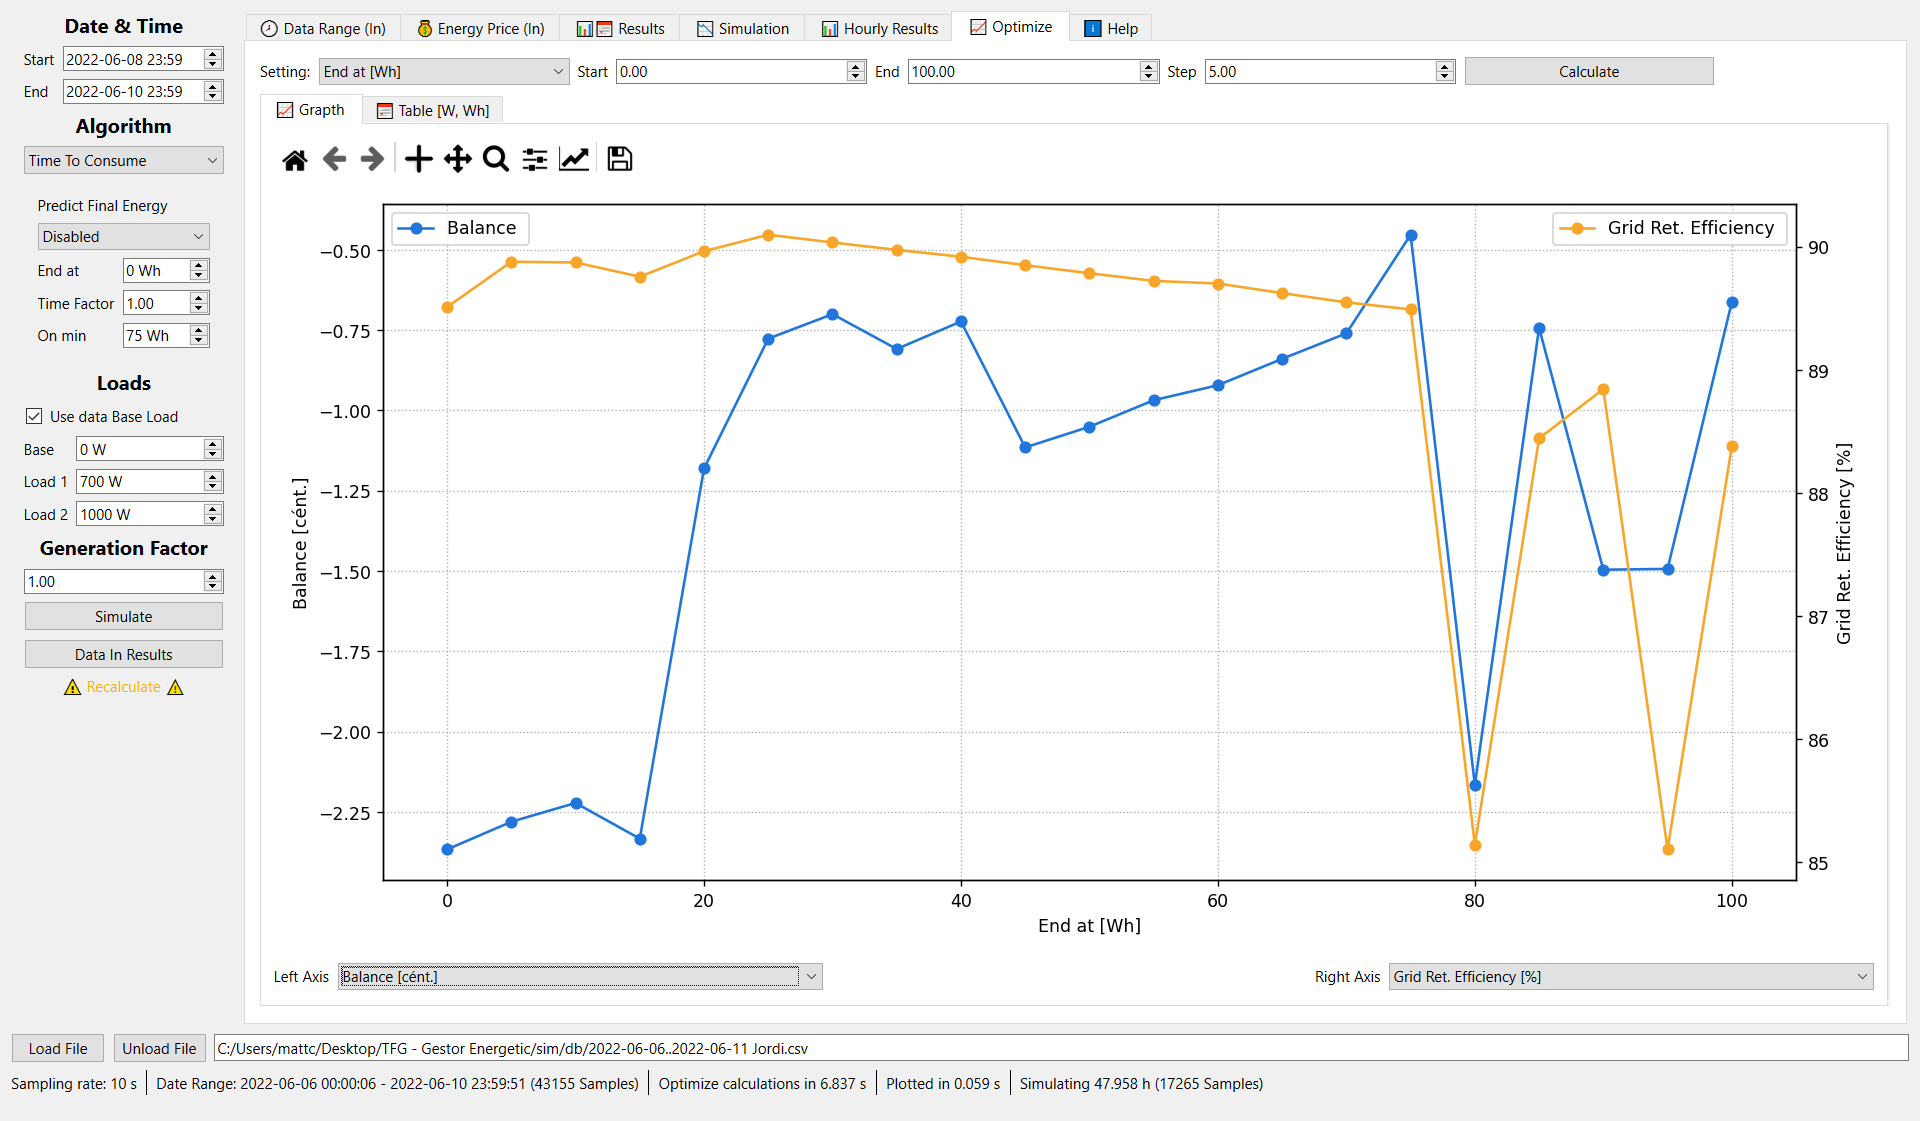 Date & Time
Start 2022-06-08 23:59
End 2022-06-10 23:59
Algorithm
Time To Consume
Predict Final Energy
Disabled
End at 0 Wh
Time Factor 1.00
On min 75 Wh
Loads
Use data Base Load
Base 0 W
Load 1 700 W
Load 2 1000 W
Generation Factor
1.00
Simulate
Data In Results
Recalculate
Data Range (In) Energy Price (In) Results Simulation Hourly Results Optimize Help
Setting: End at [Wh] Start 0.00 End 100.00 Step 5.00 Calculate
Grapth Table [W, Wh]
Balance
Grid Ret. Efficiency
−0.50
−0.75
−1.00
−1.25
−1.50
−1.75
−2.00
−2.25
Balance [cént.]
90
89
88
87
86
85
Grid Ret. Efficiency [%]
0 20 40 60 80 100
End at [Wh]
Left Axis Balance [cént.] Right Axis Grid Ret. Efficiency [%]
Load File Unload File C:/Users/mattc/Desktop/TFG - Gestor Energetic/sim/db/2022-06-06..2022-06-11 Jordi.csv
Sampling rate: 10 s Date Range: 2022-06-06 00:00:06 - 2022-06-10 23:59:51 (43155 Samples) Optimize calculations in 6.837 s Plotted in 0.059 s Simulating 47.958 h (17265 Samples)